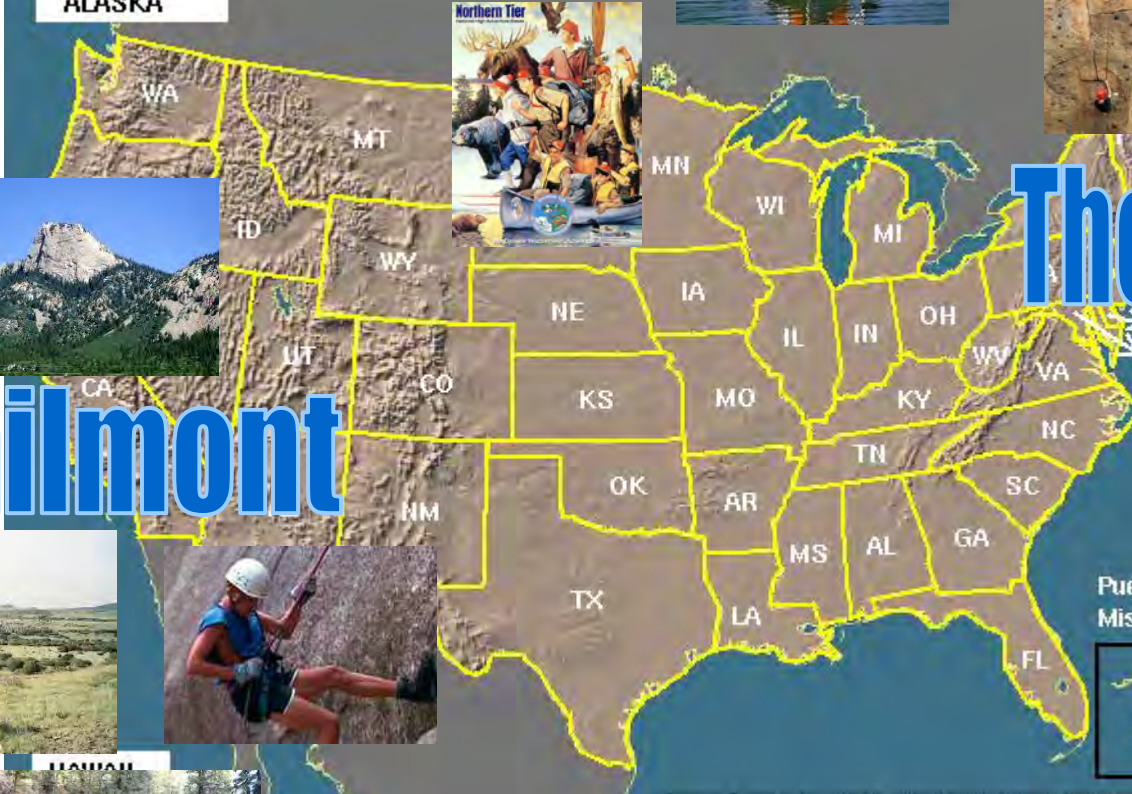 ALASKA
Northern Tier
WA
MT
MN
The
WI
ID
MI
WY
A
IA
NE
OH
IL
IN
UT
WV
VA
CO
CA
KS
MO
KY
ilmont
NC
TN
OK
SC
NM
AR
GA
MS
AL
TX
Pue
Mis
LA
FL